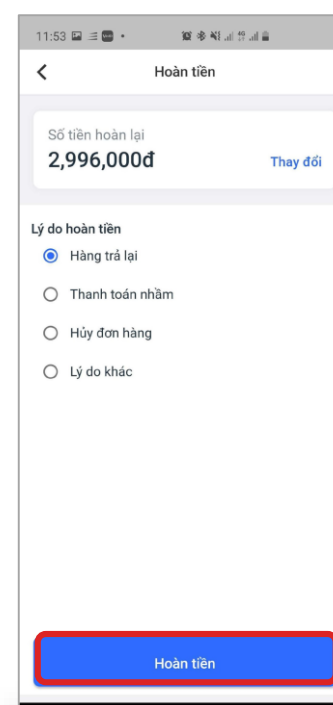 11:53
Hoàn tiền
Số tiền hoàn lại
2,996,000đ
Thay đổi
Lý do hoàn tiền
Hàng trả lại
Thanh toán nhầm
Hủy đơn hàng
Lý do khác
Hoàn tiền